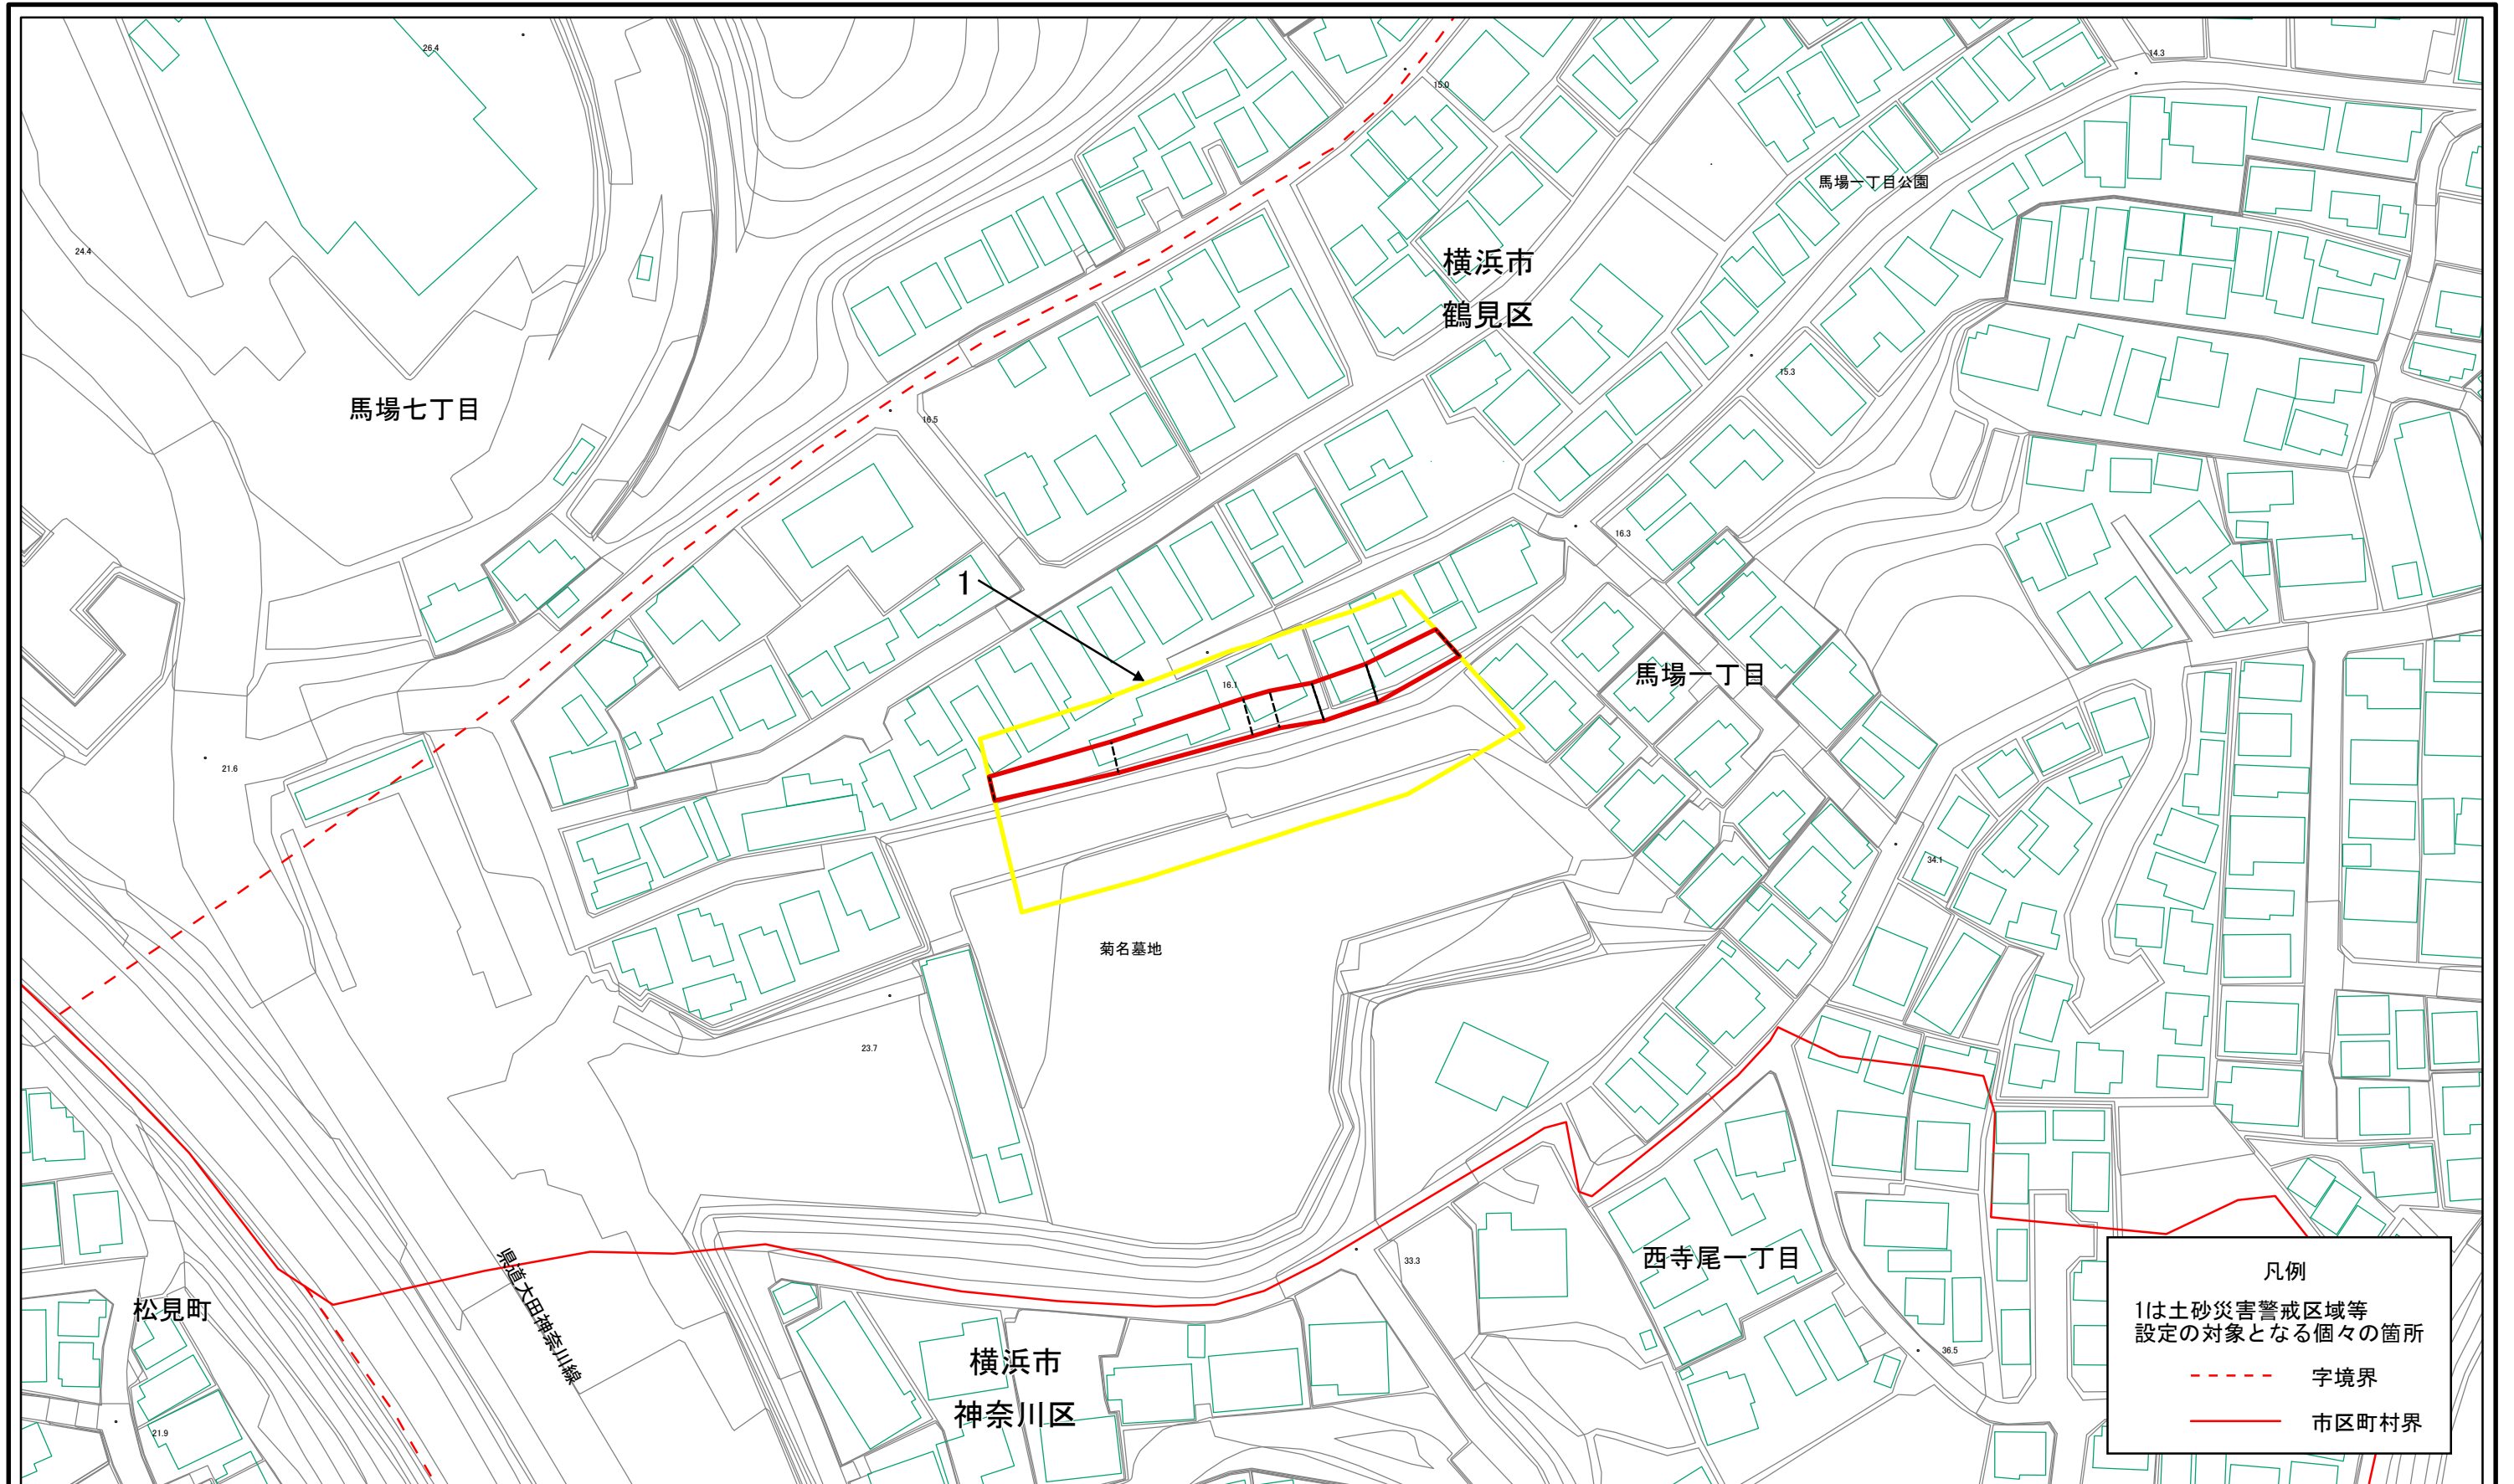 26.4
14.3
15.0
馬場一丁目公園
24.4
横浜市
鶴見区
15.3
馬場七丁目
16.5
16.3
1
馬場一丁目
16.1
21.6
34.1
菊名墓地
23.7
県道大田神奈川線
西寺尾一丁目
33.3
松見町
横浜市
神奈川区
36.5
21.9
凡例
1は土砂災害警戒区域等
設定の対象となる個々の箇所
字境界
市区町村界